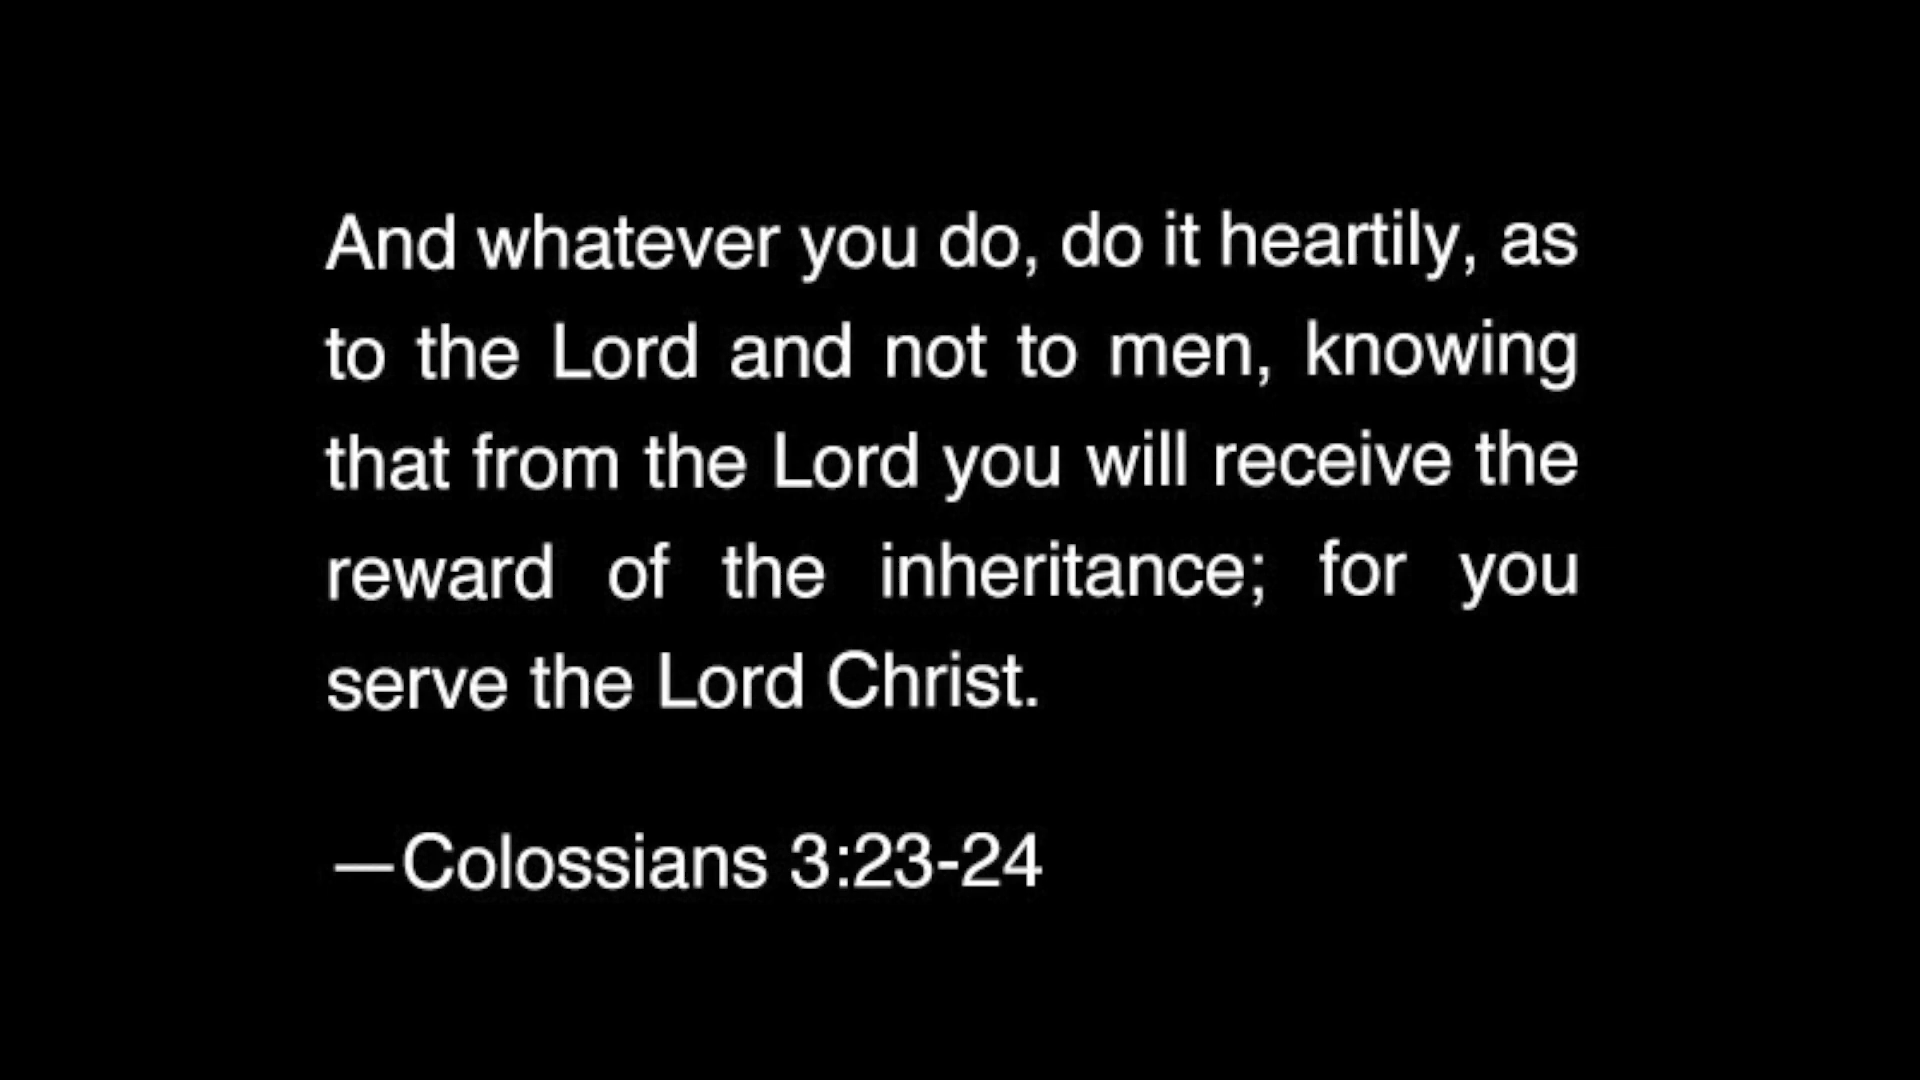 And whatever you do, do it heartily, as
to the Lord and not to men, knowing
that from the Lord you will receive the
reward of the inheritance; for you
serve the Lord Christ.
—Colossians 3:23-24